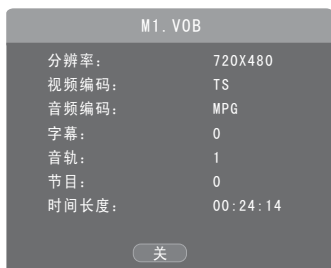 M1.VOB
分辨率： 720X480
视频编码： TS
音频编码： MPG
字幕： 0
音轨： 1
节目： 0
时间长度： 00:24:14
关